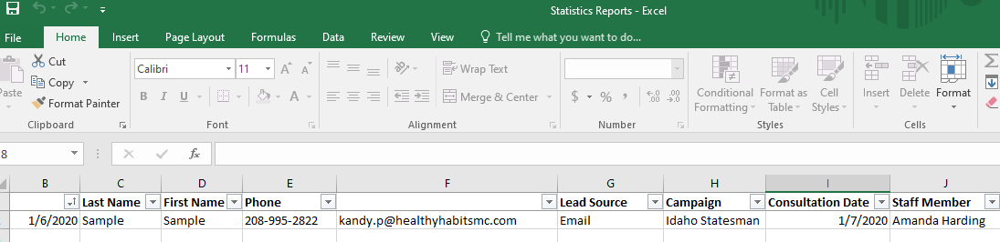 Statistics Reports - Excel
File Home Insert Page Layout Formulas Data Review View Tell me what you want to do...
Cut
Copy
Paste
Format Painter
Clipboard
Calibri 11
B I U
Font
Wrap Text
Merge & Center
Alignment
$ % ,
Number
Conditional Formatting
Format as Table
Cell Styles
Styles
Insert Delete Format
Cells
8 fx
B C D E F G H I J
Last Name First Name Phone Lead Source Campaign Consultation Date Staff Member
1/6/2020 Sample Sample 208-995-2822 kandy.p@healthyhabitsmc.com Email Idaho Statesman 1/7/2020 Amanda Harding